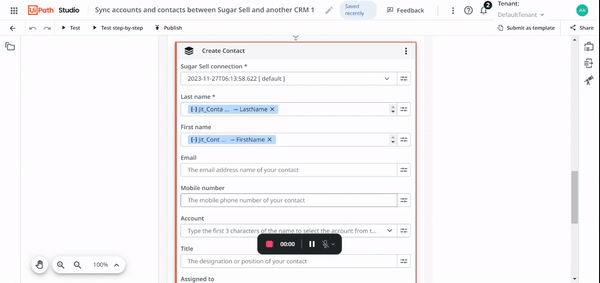 UiPath Studio
Sync accounts and contacts between Sugar Sell and another CRM 1
Saved recently
Feedback
2
Tenant:
DefaultTenant
AA
Test
Test step-by-step
Publish
Submit as template
Share
Create Contact
Sugar Sell connection *
2023-11-27T06:13:58.622 [ default ]
Last name *
jit_Conta ... → LastName ×
First name
jit_Cont ... → FirstName ×
Email
The email address name of your contact
Mobile number
The mobile phone number of your contact
Account
Type the first 3 characters of the name to select the account from t...
00:00
Title
The designation or position of your contact
100%
Assigned to